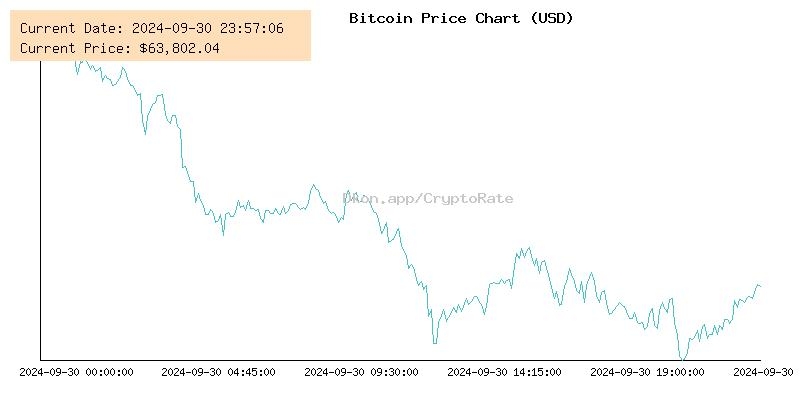 Bitcoin Price Chart (USD)
Current Date: 2024-09-30 23:57:06
Current Price: $63,802.04
DKon.app/CryptoRate
2024-09-30 00:00:00 2024-09-30 04:45:00 2024-09-30 09:30:00 2024-09-30 14:15:00 2024-09-30 19:00:00 2024-09-30